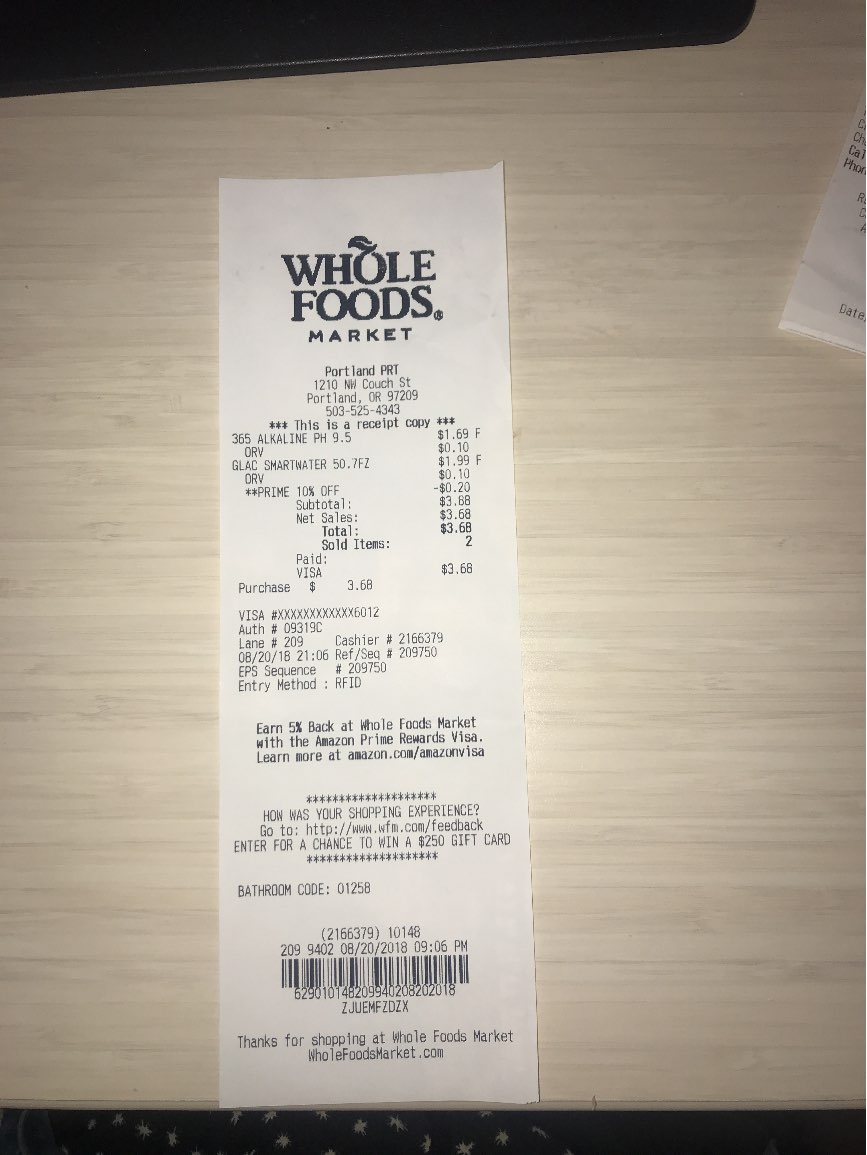 WHOLE
FOODS®
MARKET
Portland PRT
1210 NW Couch St
Portland, OR 97209
503-525-4343
*** This is a receipt copy ***
365 ALKALINE PH 9.5 $1.69 F
ORV $0.10
GLAC SMARTWATER 50.7FZ $1.99 F
ORV $0.10
**PRIME 10% OFF -$0.20
Subtotal: $3.68
Net Sales: $3.68
Total: $3.68
Sold Items: 2
Paid:
VISA $3.68
Purchase $ 3.68
VISA #XXXXXXXXXXXX6012
Auth # 09319C
Lane # 209 Cashier # 2166379
08/20/18 21:06 Ref/Seq # 209750
EPS Sequence # 209750
Entry Method : RFID
Earn 5% Back at Whole Foods Market
with the Amazon Prime Rewards Visa.
Learn more at amazon.com/amazonvisa
********************
HOW WAS YOUR SHOPPING EXPERIENCE?
Go to: http://www.wfm.com/feedback
ENTER FOR A CHANCE TO WIN A $250 GIFT CARD
********************
BATHROOM CODE: 01258
(2166379) 10148
209 9402 08/20/2018 09:06 PM
62901014820994020820​2018
ZJUEMFZDZX
Thanks for shopping at Whole Foods Market
WholeFoodsMarket.com
Date